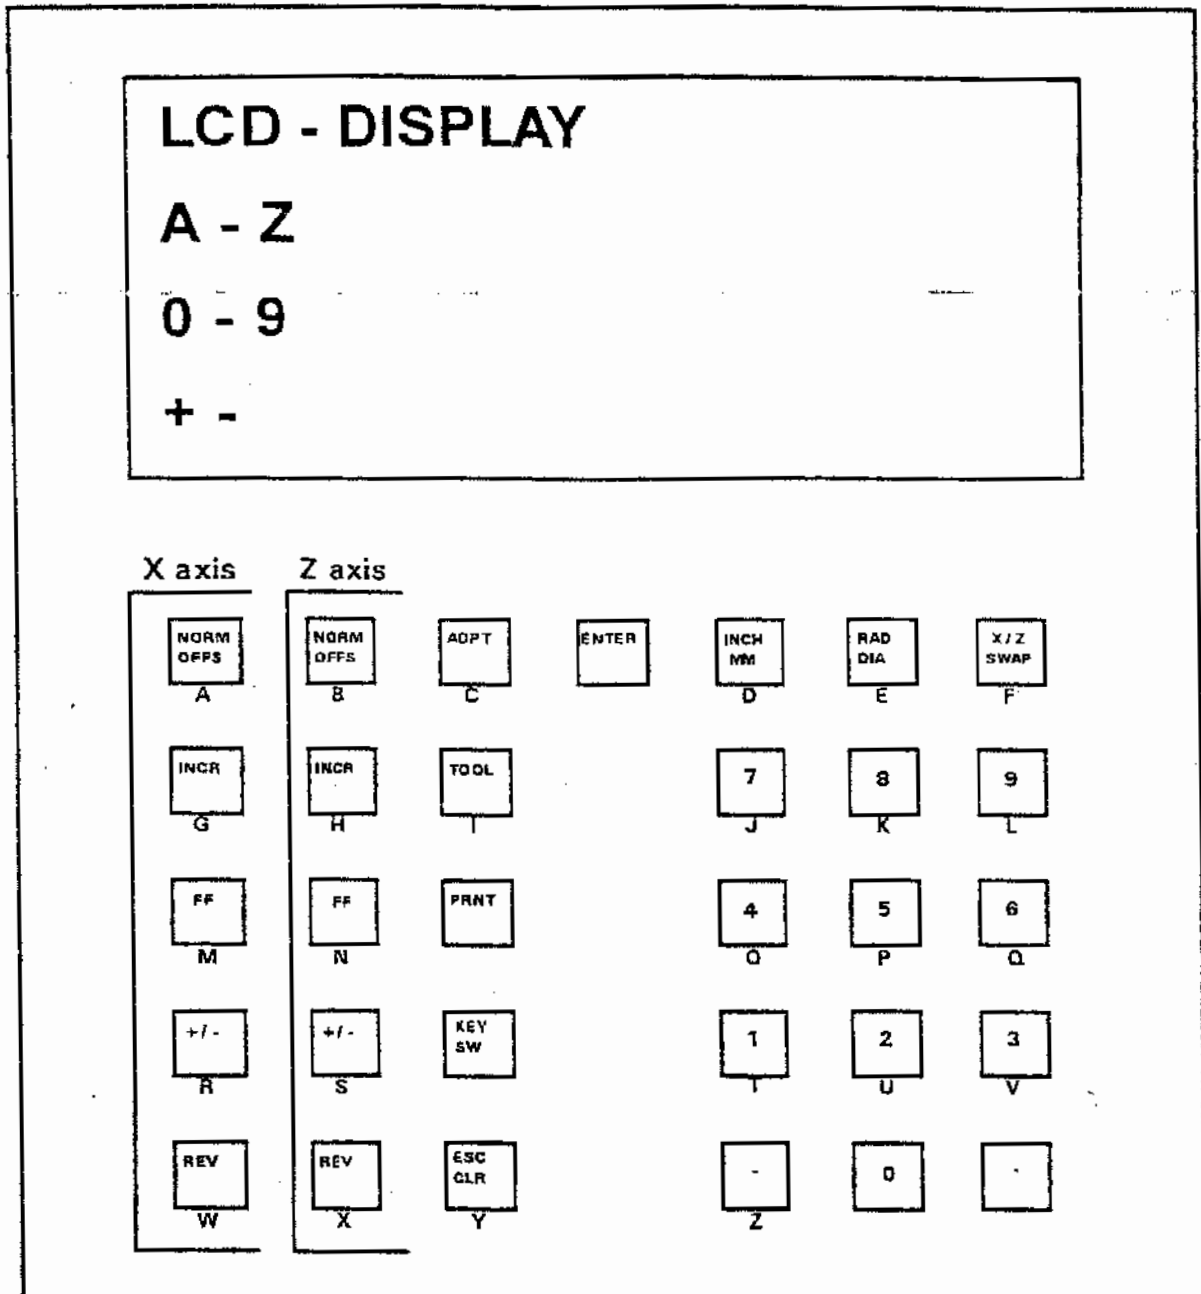 LCD - DISPLAY
A - Z
0 - 9
+ -
X axis Z axis
NORM NORM ADPT ENTER INCH RAD X / Z
OFFS OFFS MM DIA SWAP
A B C D E F
INCR INCR TOOL 7 8 9
G H I J K L
FF FF PRNT 4 5 6
M N O P Q
+/- +/- KEY 1 2 3
SW
R S T U V
REV REV ESC - 0 .
CLR
W X Y Z